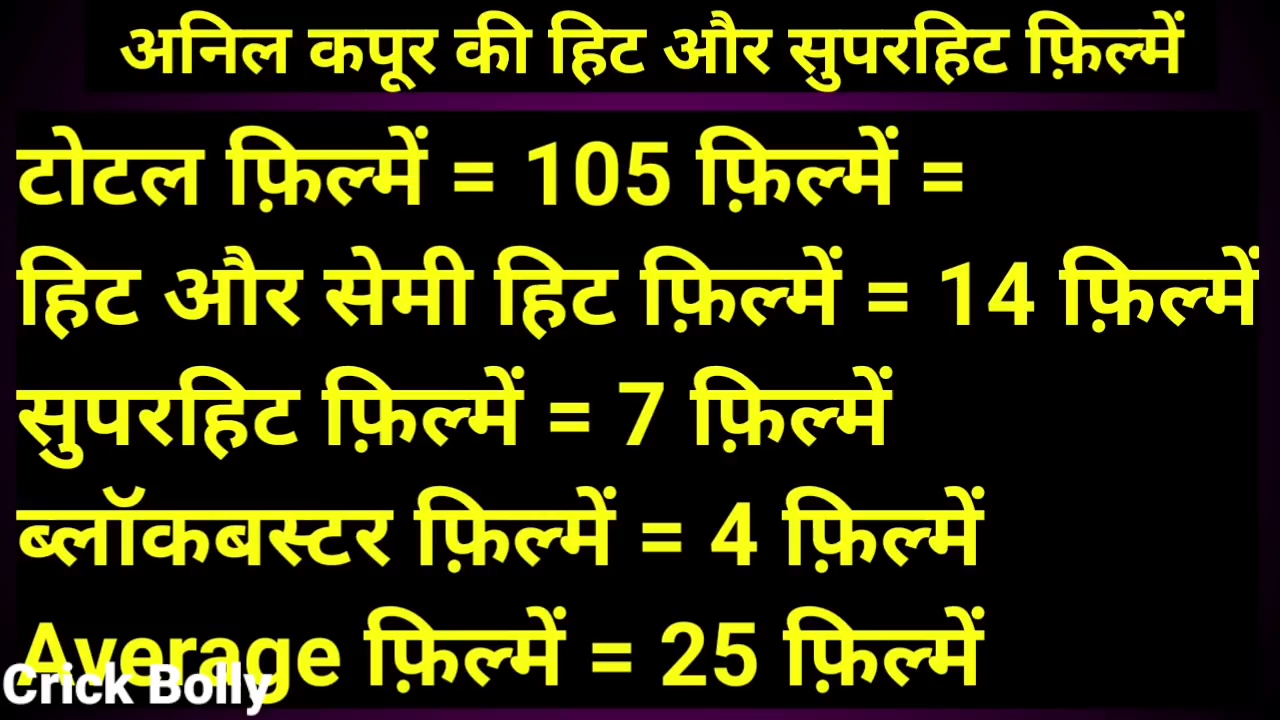 अनिल कपूर की हिट और सुपरहिट फ़िल्में
टोटल फ़िल्में = 105 फ़िल्में =
हिट और सेमी हिट फ़िल्में = 14 फ़िल्में
सुपरहिट फ़िल्में = 7 फ़िल्में
ब्लॉकबस्टर फ़िल्में = 4 फ़िल्में
Average फ़िल्में = 25 फ़िल्में
Crick Bolly